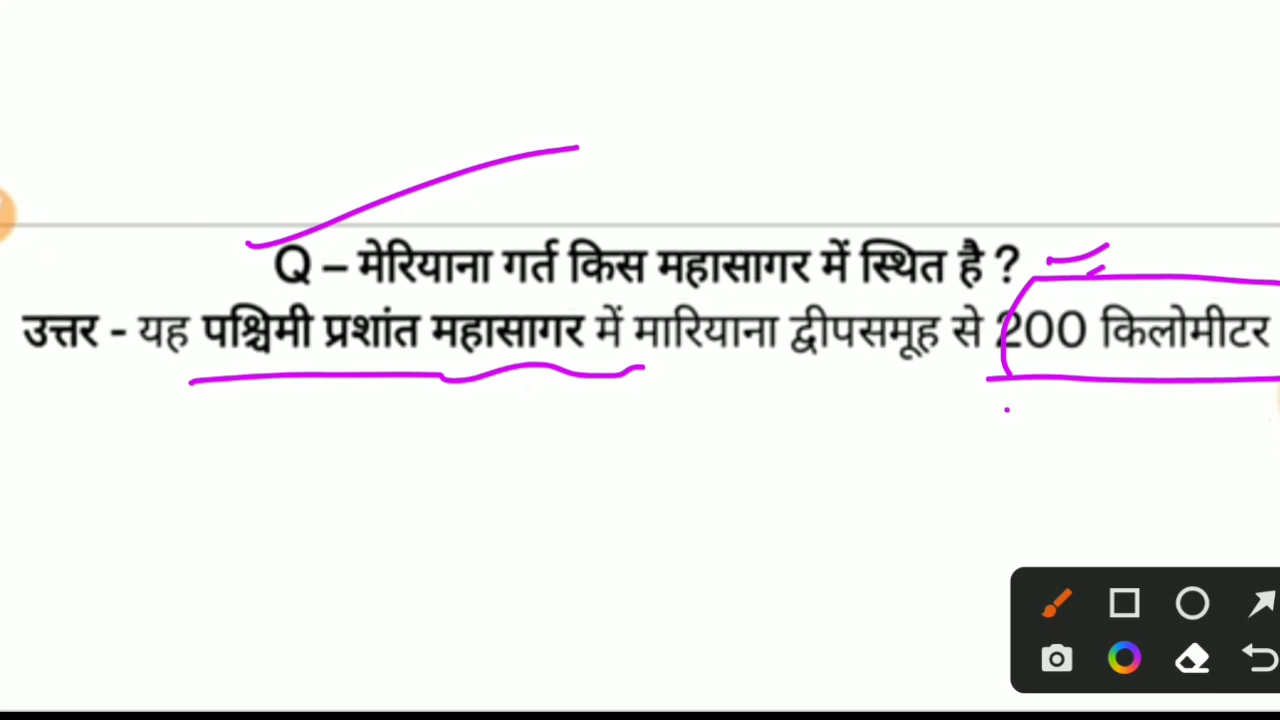 Q – मेरियाना गर्त किस महासागर में स्थित है ?
उत्तर - यह पश्चिमी प्रशांत महासागर में मारियाना द्वीपसमूह से 200 किलोमीटर